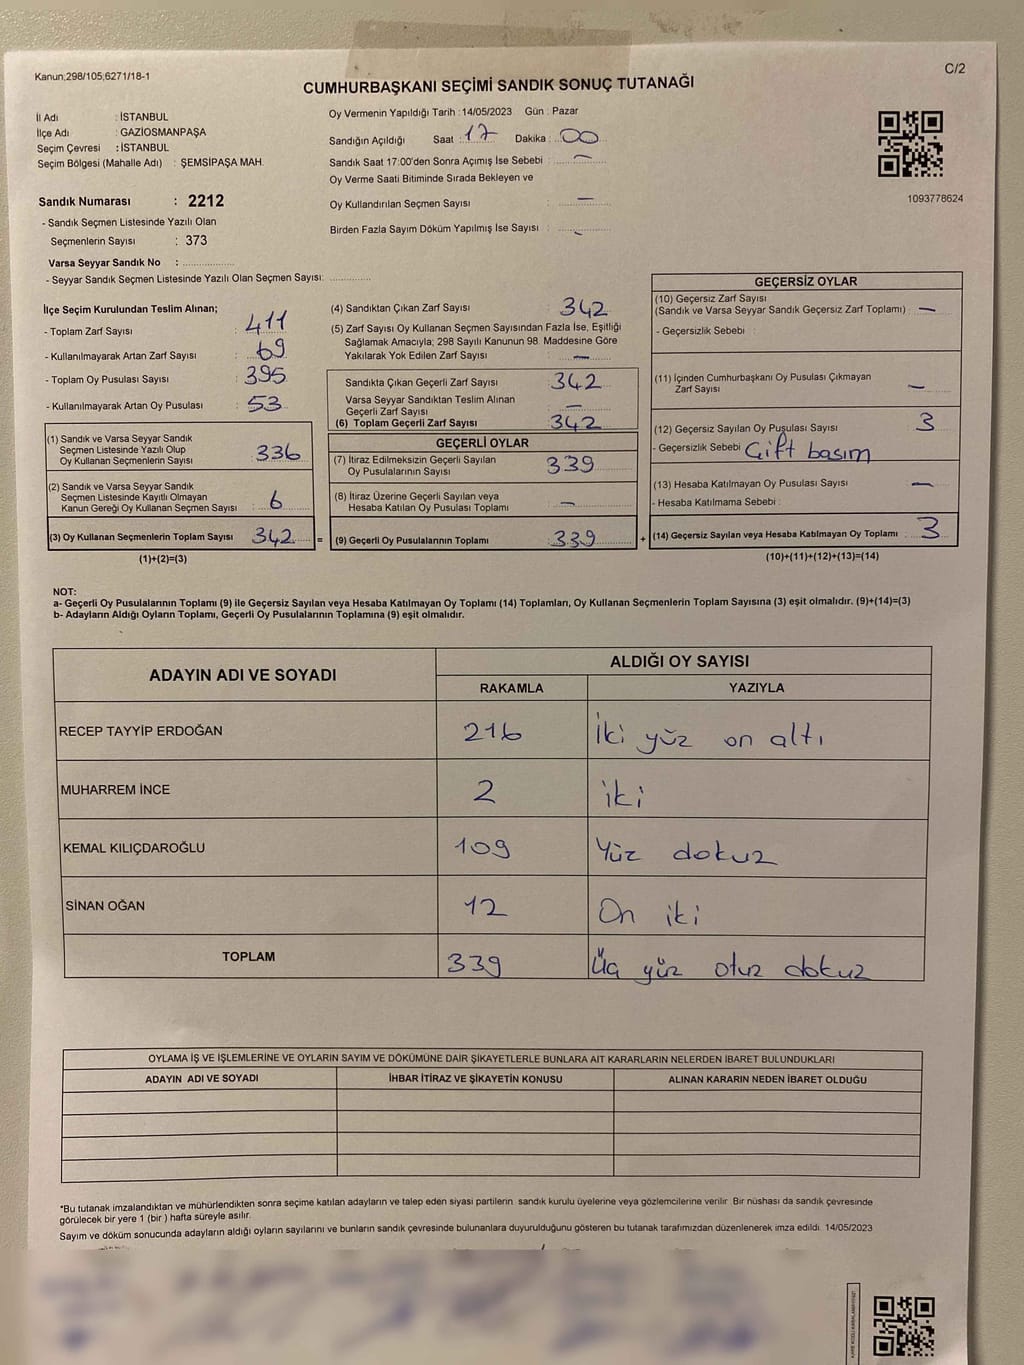 Kanun;298/105;6271/18-1
C/2
CUMHURBAŞKANI SEÇİMİ SANDIK SONUÇ TUTANAĞI
İl Adı : İSTANBUL
İlçe Adı : GAZİOSMANPAŞA
Seçim Çevresi : İSTANBUL
Seçim Bölgesi (Mahalle Adı) : ŞEMSİPAŞA MAH.
Oy Vermenin Yapıldığı Tarih : 14/05/2023 Gün : Pazar
Sandığın Açıldığı Saat : 17 Dakika : 00
Sandık Saat 17:00'den Sonra Açımış İse Sebebi : —
Oy Verme Saati Bitiminde Sırada Bekleyen ve
Oy Kullandırılan Seçmen Sayısı : —
Birden Fazla Sayım Döküm Yapılmış İse Sayısı : -
1093778624
Sandık Numarası : 2212
- Sandık Seçmen Listesinde Yazılı Olan
Seçmenlerin Sayısı : 373
Varsa Seyyar Sandık No :
- Seyyar Sandık Seçmen Listesinde Yazılı Olan Seçmen Sayısı:
İlçe Seçim Kurulundan Teslim Alınan;
- Toplam Zarf Sayısı : 411
- Kullanılmayarak Artan Zarf Sayısı : 69
- Toplam Oy Pusulası Sayısı : 395
- Kullanılmayarak Artan Oy Pusulası : 53
(1) Sandık ve Varsa Seyyar Sandık
Seçmen Listesinde Yazılı Olup
Oy Kullanan Seçmenlerin Sayısı : 336
(2) Sandık ve Varsa Seyyar Sandık
Seçmen Listesinde Kayıtlı Olmayan
Kanun Gereği Oy Kullanan Seçmen Sayısı : 6
(3) Oy Kullanan Seçmenlerin Toplam Sayısı : 342
(1)+(2)=(3)
(4) Sandıktan Çıkan Zarf Sayısı : 342
(5) Zarf Sayısı Oy Kullanan Seçmen Sayısından Fazla İse, Eşitliği
Sağlamak Amacıyla; 298 Sayılı Kanunun 98. Maddesine Göre
Yakılarak Yok Edilen Zarf Sayısı : —
Sandıkta Çıkan Geçerli Zarf Sayısı : 342
Varsa Seyyar Sandıktan Teslim Alınan
Geçerli Zarf Sayısı : —
(6) Toplam Geçerli Zarf Sayısı : 342
GEÇERLİ OYLAR
(7) İtiraz Edilmeksizin Geçerli Sayılan
Oy Pusulalarının Sayısı : 339
(8) İtiraz Üzerine Geçerli Sayılan veya
Hesaba Katılan Oy Pusulası Toplamı : —
= (9) Geçerli Oy Pusulalarının Toplamı : 339
GEÇERSİZ OYLAR
(10) Geçersiz Zarf Sayısı
(Sandık ve Varsa Seyyar Sandık Geçersiz Zarf Toplamı) : —
- Geçersizlik Sebebi :
(11) İçinden Cumhurbaşkanı Oy Pusulası Çıkmayan
Zarf Sayısı : —
(12) Geçersiz Sayılan Oy Pusulası Sayısı : 3
- Geçersizlik Sebebi : Çift basım
(13) Hesaba Katılmayan Oy Pusulası Sayısı : —
- Hesaba Katılmama Sebebi :
+ (14) Geçersiz Sayılan veya Hesaba Katılmayan Oy Toplamı : 3
(10)+(11)+(12)+(13)=(14)
NOT:
a- Geçerli Oy Pusulalarının Toplamı (9) ile Geçersiz Sayılan veya Hesaba Katılmayan Oy Toplamı (14) Toplamları, Oy Kullanan Seçmenlerin Toplam Sayısına (3) eşit olmalıdır. (9)+(14)=(3)
b- Adayların Aldığı Oyların Toplamı, Geçerli Oy Pusulalarının Toplamına (9) eşit olmalıdır.
ADAYIN ADI VE SOYADI
ALDIĞI OY SAYISI
RAKAMLA YAZIYLA
RECEP TAYYİP ERDOĞAN 216 İki yüz on altı
MUHARREM İNCE 2 iki
KEMAL KILIÇDAROĞLU 109 Yüz dokuz
SİNAN OĞAN 12 On iki
TOPLAM 339 Üç yüz otuz dokuz
OYLAMA İŞ VE İŞLEMLERİNE VE OYLARIN SAYIM VE DÖKÜMÜNE DAİR ŞİKAYETLERLE BUNLARA AİT KARARLARIN NELERDEN İBARET BULUNDUKLARI
ADAYIN ADI VE SOYADI İHBAR İTİRAZ VE ŞİKAYETİN KONUSU ALINAN KARARIN NEDEN İBARET OLDUĞU
*Bu tutanak imzalandıktan ve mühürlendikten sonra seçime katılan adayların ve talep eden siyasi partilerin sandık kurulu üyelerine veya gözlemcilerine verilir. Bir nüshası da sandık çevresinde
görülecek bir yere 1 (bir ) hafta süreyle asılır.
Sayım ve döküm sonucunda adayların aldığı oyların sayılarını ve bunların sandık çevresinde bulunanlara duyurulduğunu gösteren bu tutanak tarafımızdan düzenlenerek imza edildi. 14/05/2023